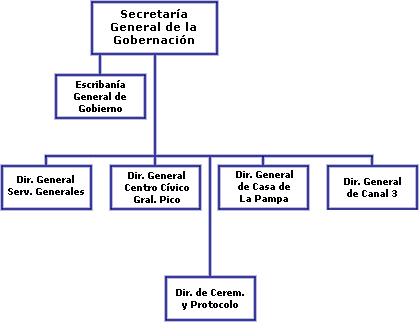 Secretaría
General de la
Gobernación
Escribanía
General de
Gobierno
Dir. General
Serv. Generales
Dir. General
Centro Cívico
Gral. Pico
Dir. General
de Casa de
La Pampa
Dir. General
de Canal 3
Dir. de Cerem.
y Protocolo